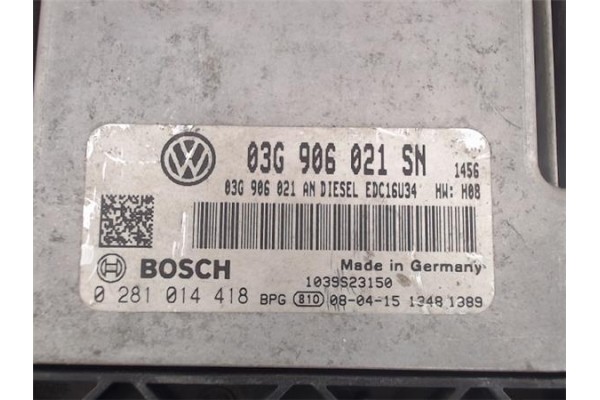 03G 906 021 SN 1456
03G 906 021 AN DIESEL EDC16U34 HW: H08
BOSCH Made in Germany
1039S23150
0 281 014 418 BPG 810 08-04-15 1348 1389